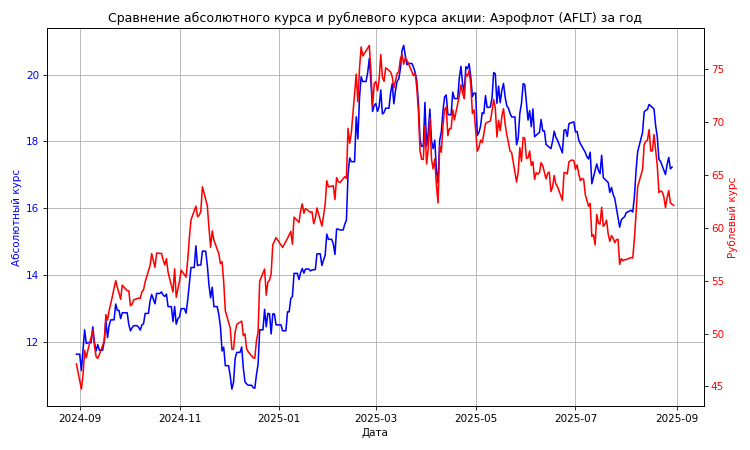 Сравнение абсолютного курса и рублевого курса акции: Аэрофлот (AFLT) за год
Абсолютный курс
20
18
16
14
12
75
70
65
60
55
50
45
Рублевый курс
2024-09 2024-11 2025-01 2025-03 2025-05 2025-07 2025-09
Дата